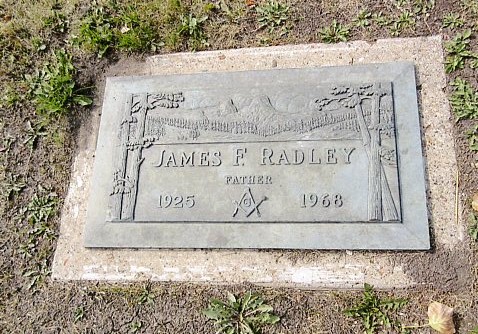 JAMES F. RADLEY
FATHER
1925 G 1968